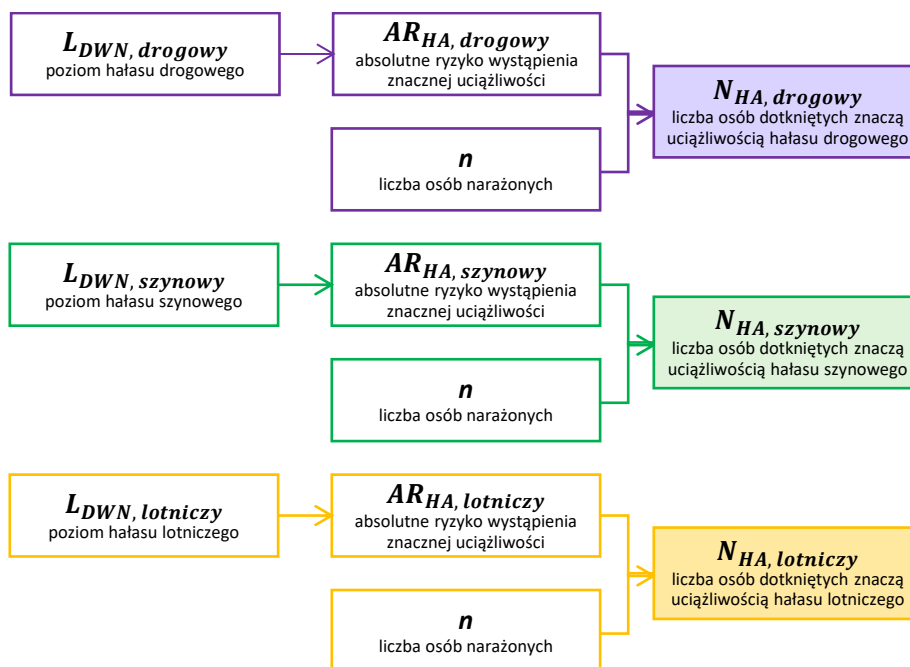 L_DWN, drogowy
poziom hałasu drogowego
AR_HA, drogowy
absolutne ryzyko wystąpienia
znacznej uciążliwości
n
liczba osób narażonych
N_HA, drogowy
liczba osób dotkniętych znaczą
uciążliwością hałasu drogowego
L_DWN, szynowy
poziom hałasu szynowego
AR_HA, szynowy
absolutne ryzyko wystąpienia
znacznej uciążliwości
n
liczba osób narażonych
N_HA, szynowy
liczba osób dotkniętych znaczą
uciążliwością hałasu szynowego
L_DWN, lotniczy
poziom hałasu lotniczego
AR_HA, lotniczy
absolutne ryzyko wystąpienia
znacznej uciążliwości
n
liczba osób narażonych
N_HA, lotniczy
liczba osób dotkniętych znaczą
uciążliwością hałasu lotniczego